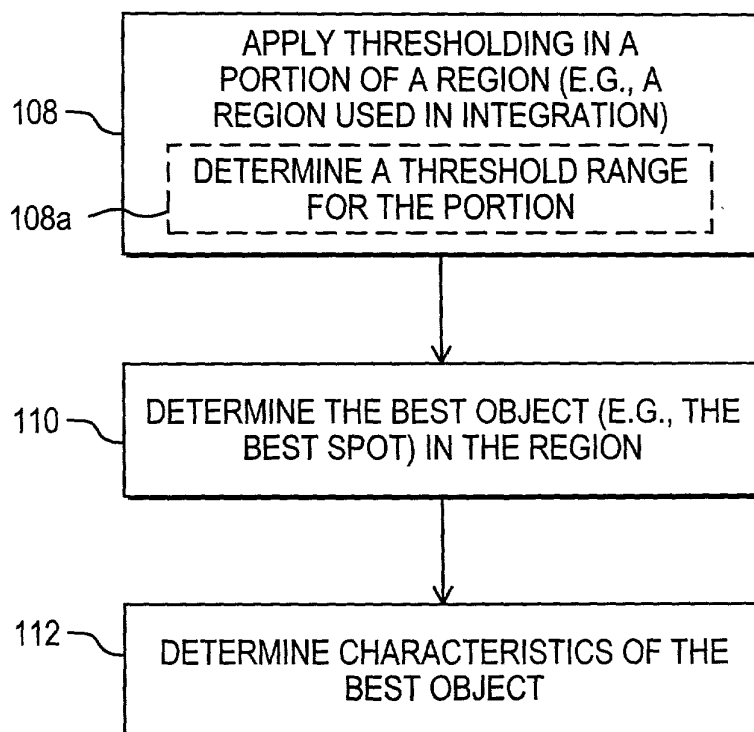 APPLY THRESHOLDING IN A
PORTION OF A REGION (E.G., A
REGION USED IN INTEGRATION)
108
DETERMINE A THRESHOLD RANGE
FOR THE PORTION
108a
DETERMINE THE BEST OBJECT (E.G., THE
BEST SPOT) IN THE REGION
110
DETERMINE CHARACTERISTICS OF THE
BEST OBJECT
112